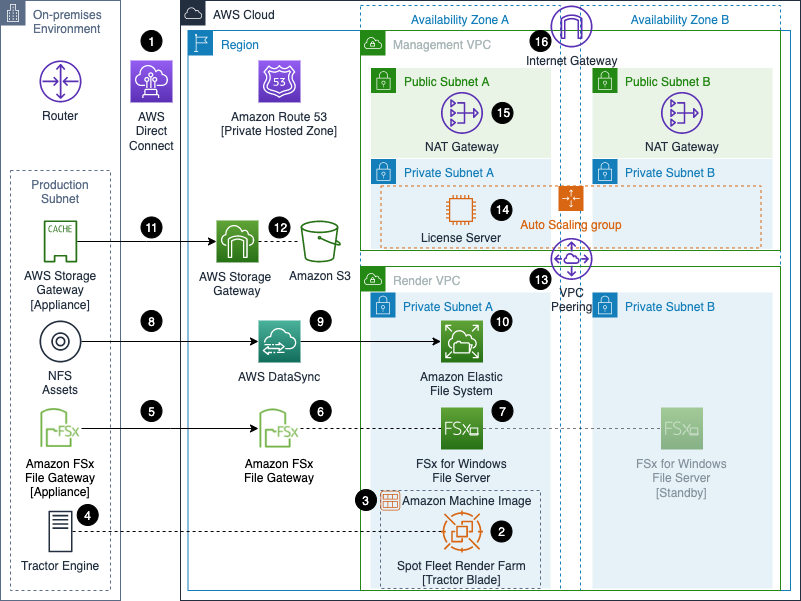 On-premises
Environment
AWS Cloud
Availability Zone A
Availability Zone B
Region
1
16
Management VPC
Internet Gateway
Router
AWS
Direct
Connect
53
Amazon Route 53
[Private Hosted Zone]
Public Subnet A
Public Subnet B
15
NAT Gateway
NAT Gateway
Private Subnet A
Private Subnet B
Production
Subnet
14
License Server
Auto Scaling group
CACHE
11
12
AWS Storage
Gateway
[Appliance]
AWS Storage
Gateway
Amazon S3
13
VPC
Peering
Render VPC
Private Subnet A
Private Subnet B
8
9
10
NFS
Assets
AWS DataSync
Amazon Elastic
File System
5
6
7
FSx
FSx
FSx
FSx
Amazon FSx
File Gateway
[Appliance]
Amazon FSx
File Gateway
FSx for Windows
File Server
FSx for Windows
File Server
[Standby]
3
Amazon Machine Image
4
2
Tractor Engine
Spot Fleet Render Farm
[Tractor Blade]